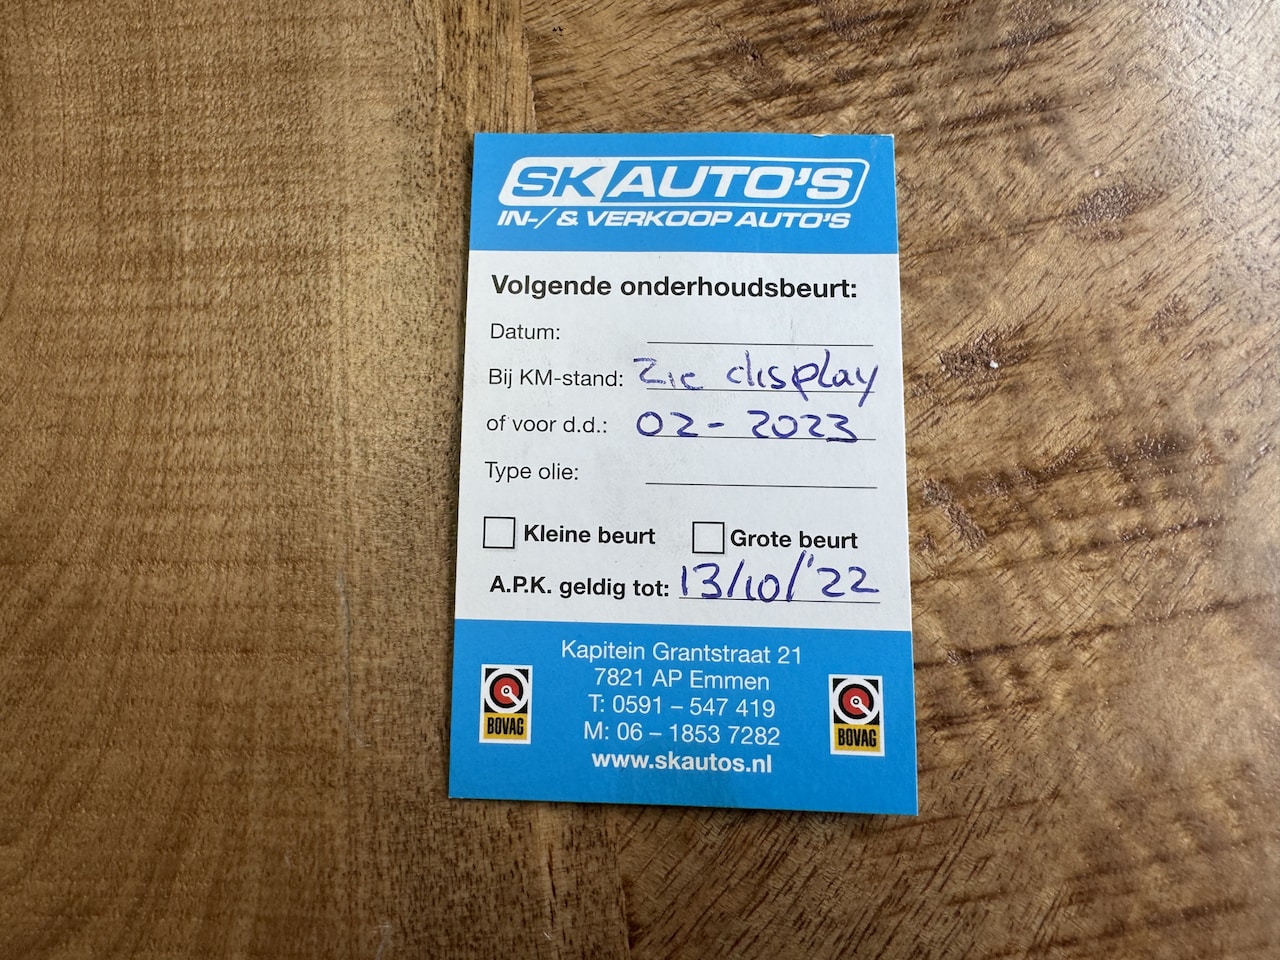 SK AUTO'S
IN-/ & VERKOOP AUTO'S
Volgende onderhoudsbeurt:
Datum:
Bij KM-stand: Zie display
of voor d.d.: 02-2023
Type olie:
Kleine beurt Grote beurt
A.P.K. geldig tot: 13/10/'22
Kapitein Grantstraat 21
7821 AP Emmen
T: 0591 – 547 419
M: 06 – 1853 7282
www.skautos.nl
BOVAG BOVAG